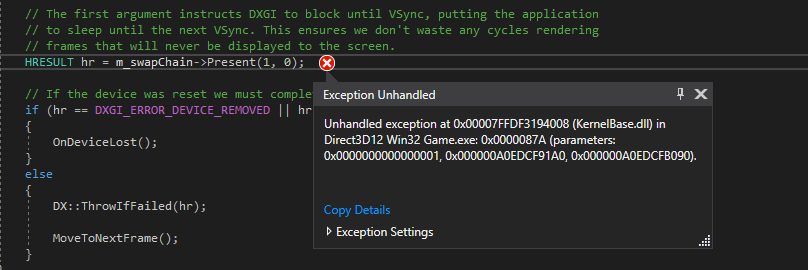 // The first argument instructs DXGI to block until VSync, putting the application
// to sleep until the next VSync. This ensures we don't waste any cycles rendering
// frames that will never be displayed to the screen.
HRESULT hr = m_swapChain->Present(1, 0);
// If the device was reset we must complet
if (hr == DXGI_ERROR_DEVICE_REMOVED || hr
{
OnDeviceLost();
}
else
{
DX::ThrowIfFailed(hr);
MoveToNextFrame();
}
Exception Unhandled
Unhandled exception at 0x00007FFDF3194008 (KernelBase.dll) in
Direct3D12 Win32 Game.exe: 0x0000087A (parameters:
0x0000000000000001, 0x000000A0EDCF91A0, 0x000000A0EDCFB090).
Copy Details
Exception Settings